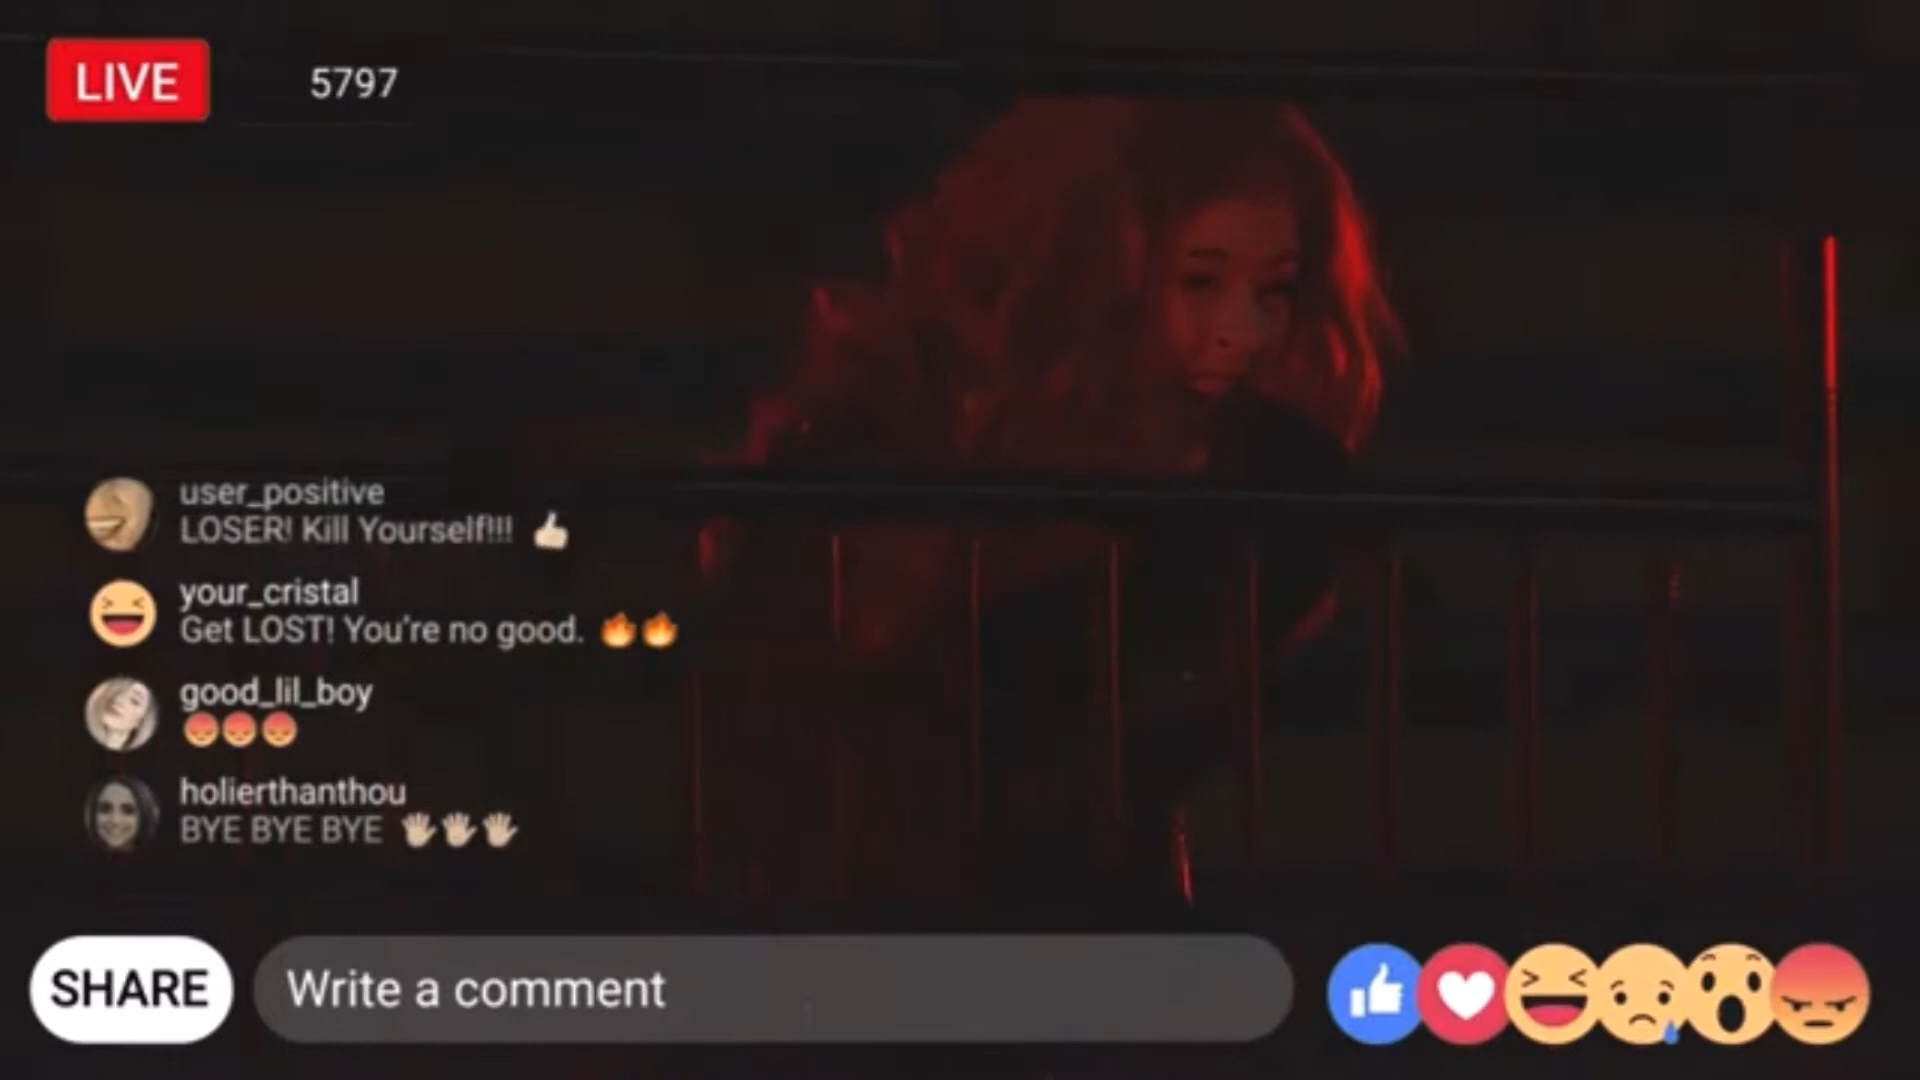 LIVE 5797
user_positive
LOSER! Kill Yourself!!! 👍🏻
your_cristal
Get LOST! You're no good. 🔥🔥
good_lil_boy
😡😡😡
holierthanthou
BYE BYE BYE 👋🏻👋🏻👋🏻
SHARE Write a comment